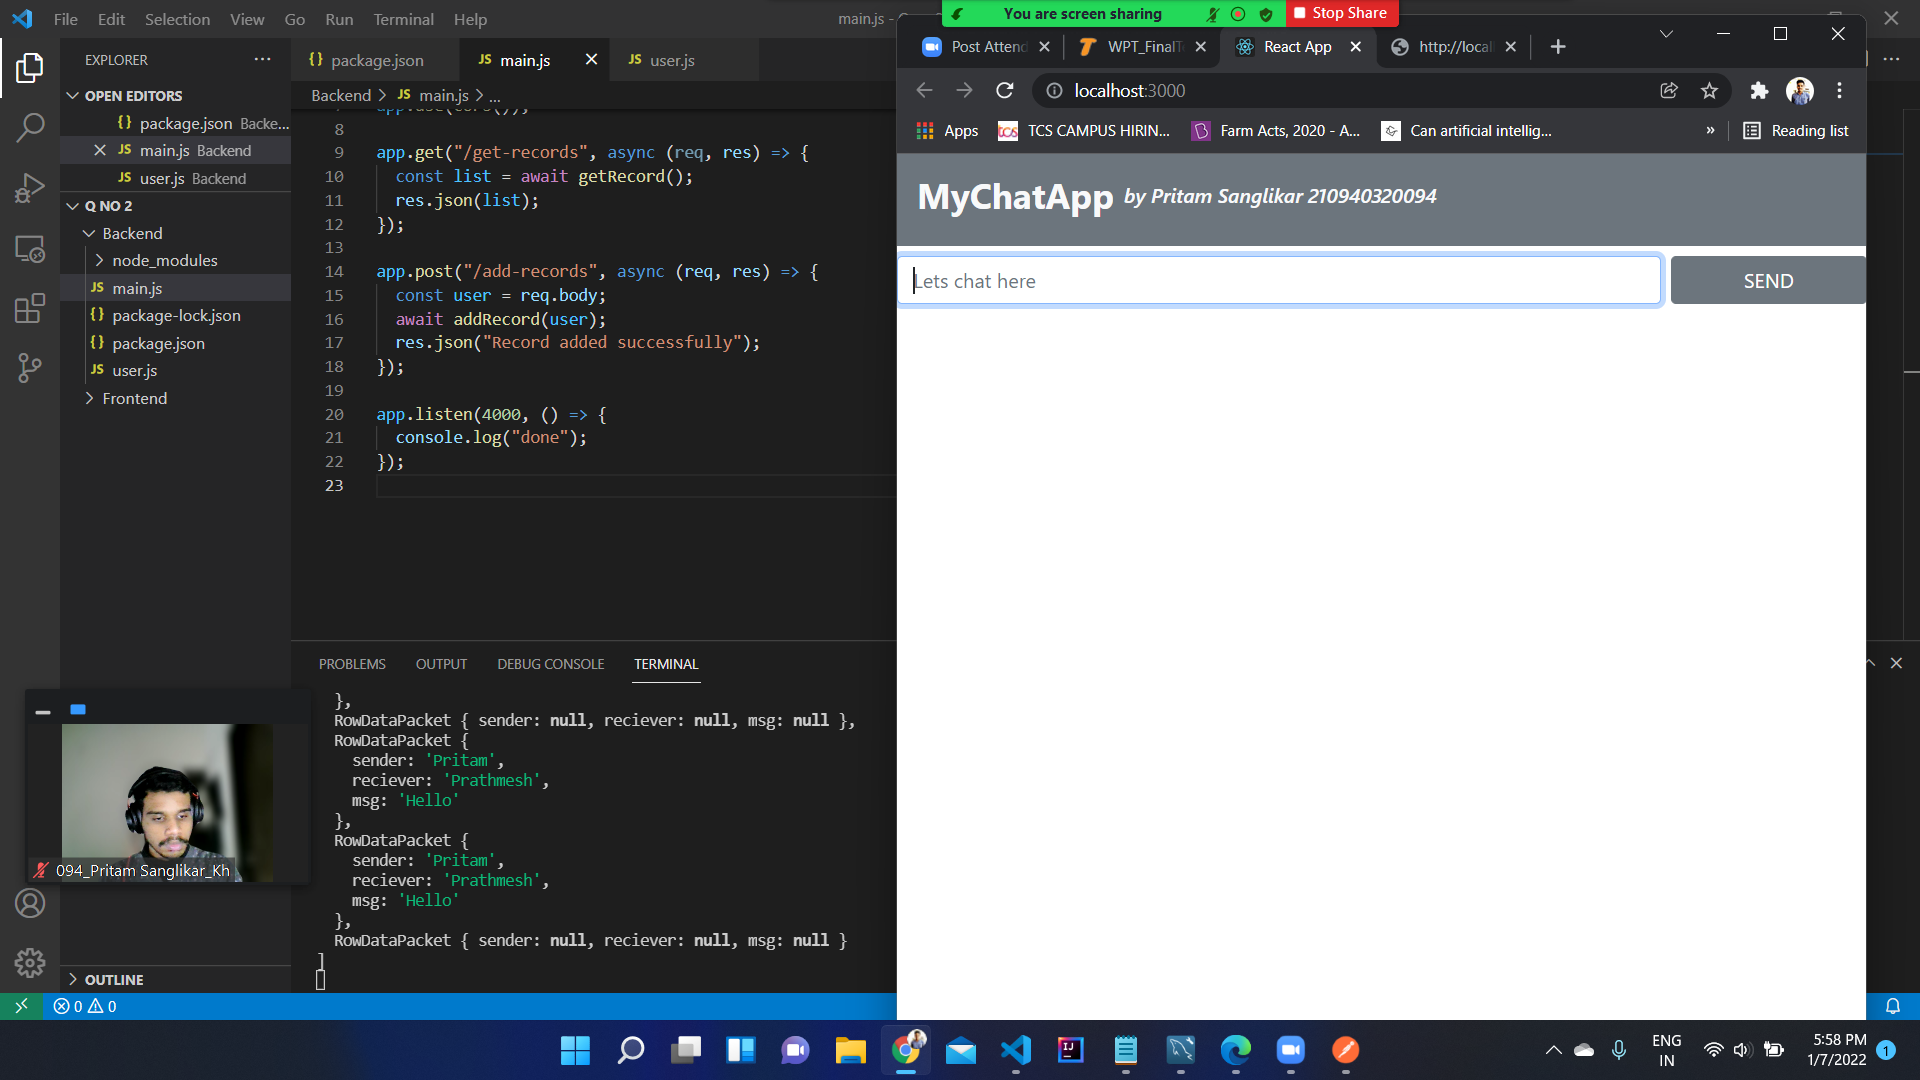 File Edit Selection View Go Run Terminal Help
main.js -
You are screen sharing
Stop Share
EXPLORER
OPEN EDITORS
{} package.json Backe...
JS main.js Backend
JS user.js Backend
Q NO 2
Backend
node_modules
JS main.js
{} package-lock.json
{} package.json
JS user.js
Frontend
OUTLINE
{} package.json
JS main.js
JS user.js
Backend > JS main.js > ...
8
9 app.get("/get-records", async (req, res) => {
10 const list = await getRecord();
11 res.json(list);
12 });
13
14 app.post("/add-records", async (req, res) => {
15 const user = req.body;
16 await addRecord(user);
17 res.json("Record added successfully");
18 });
19
20 app.listen(4000, () => {
21 console.log("done");
22 });
23
PROBLEMS OUTPUT DEBUG CONSOLE TERMINAL
},
RowDataPacket { sender: null, reciever: null, msg: null },
RowDataPacket {
sender: 'Pritam',
reciever: 'Prathmesh',
msg: 'Hello'
},
RowDataPacket {
sender: 'Pritam',
reciever: 'Prathmesh',
msg: 'Hello'
},
RowDataPacket { sender: null, reciever: null, msg: null }
]
094_Pritam Sanglikar_Kh
0 0
Post Attend
WPT_FinalTe
React App
http://local
localhost:3000
Apps
tcs TCS CAMPUS HIRIN...
Farm Acts, 2020 - A...
Can artificial intellig...
»
Reading list
MyChatApp by Pritam Sanglikar 210940320094
Lets chat here
SEND
IJ
ENG
IN
5:58 PM
1/7/2022
1